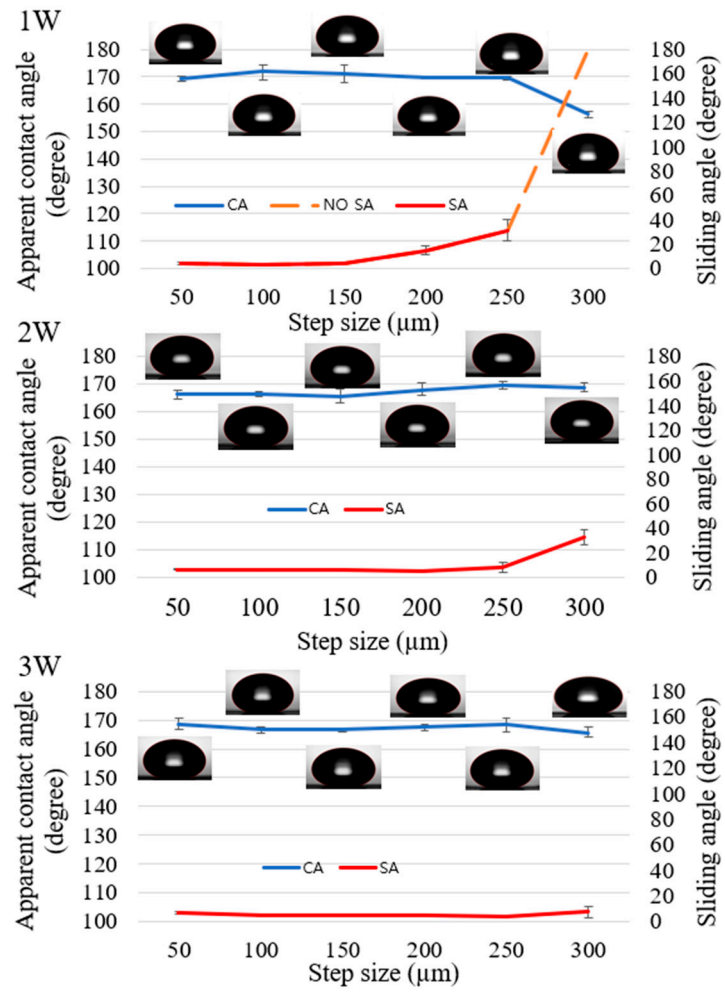 1W
Apparent contact angle
(degree)
180
170
160
150
140
130
120
110
100
180
160
140
120
100
80
60
40
20
0
Sliding angle (degree)
CA
NO SA
SA
50 100 150 200 250 300
Step size (μm)
2W
Apparent contact angle
(degree)
180
170
160
150
140
130
120
110
100
180
160
140
120
100
80
60
40
20
0
Sliding angle (degree)
CA
SA
50 100 150 200 250 300
Step size (μm)
3W
Apparent contact angle
(degree)
180
170
160
150
140
130
120
110
100
180
160
140
120
100
80
60
40
20
0
Sliding angle (degree)
CA
SA
50 100 150 200 250 300
Step size (μm)